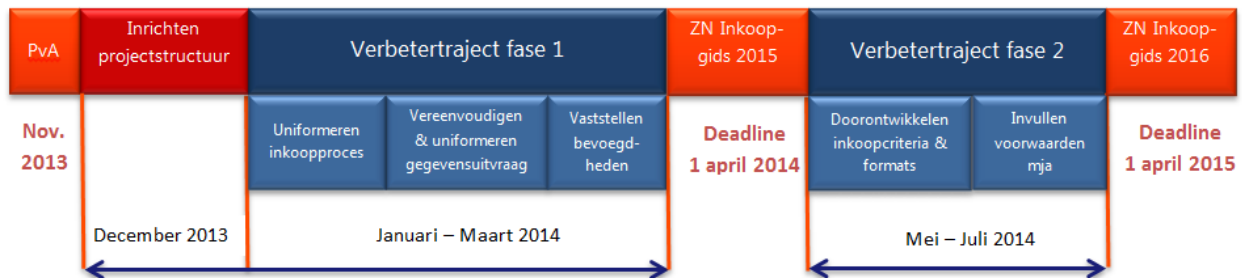 PvA
Inrichten
projectstructuur
Verbetertraject fase 1
ZN Inkoop-
gids 2015
Verbetertraject fase 2
ZN Inkoop-
gids 2016
Nov.
2013
Uniformeren
inkoopproces
Vereenvoudigen
& uniformeren
gegevensuitvraag
Vaststellen
bevoegd-
heden
Deadline
1 april 2014
Doorontwikkelen
inkoopcriteria &
formats
Invullen
voorwaarden
mja
Deadline
1 april 2015
December 2013
Januari – Maart 2014
Mei – Juli 2014